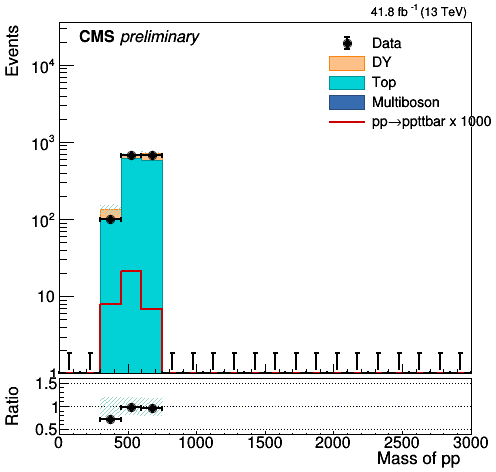 41.8 fb⁻¹ (13 TeV)
CMS preliminary
Events
Data
DY
Top
Multiboson
pp→ppttbar x 1000
10⁴
10³
10²
10
1
Ratio
1.5
1
0.5
0 500 1000 1500 2000 2500 3000
Mass of pp